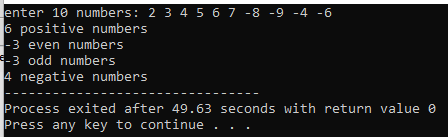 enter 10 numbers: 2 3 4 5 6 7 -8 -9 -4 -6
6 positive numbers
-3 even numbers
-3 odd numbers
4 negative numbers
--------------------------------
Process exited after 49.63 seconds with return value 0
Press any key to continue . . .